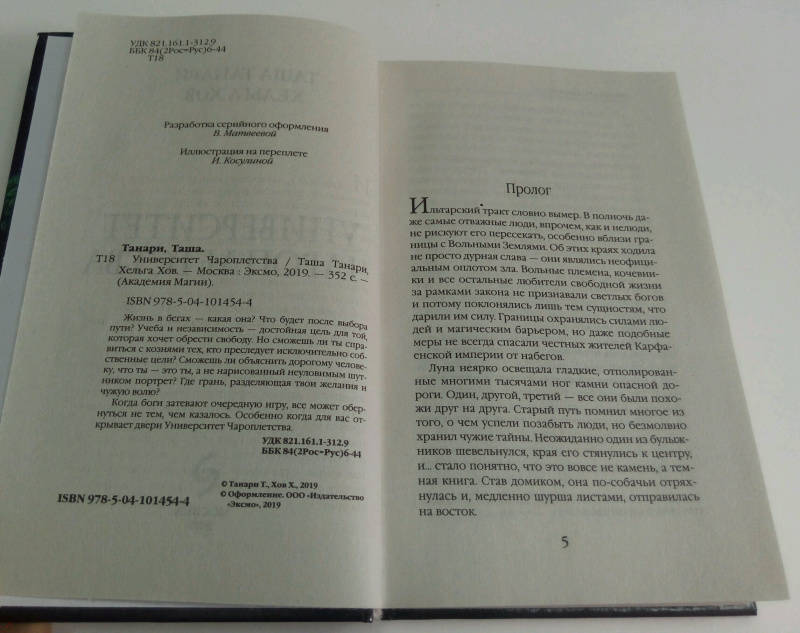 УДК 821.161.1-312.9
ББК 84(2Рос=Рус)6-44
Т18
Разработка серийного оформления
В. Матвеевой
Иллюстрация на переплете
И. Косулиной
Танари, Таша.
Т18 Университет Чароплетства / Таша Танари,
Хельга Хов. — Москва : Эксмо, 2019. — 352 с. —
(Академия Магии).
ISBN 978-5-04-101454-4
Жизнь в бегах — какая она? Что будет после выбора
пути? Учеба и независимость — достойная цель для той,
которая хочет обрести свободу. Но сможешь ли ты спра-
виться с кознями тех, кто преследует исключительно соб-
ственные цели? Сможешь ли объяснить дорогому челове-
ку, что ты — это ты, а не нарисованный неуловимым шут-
ником портрет? Где грань, разделяющая твои желания и
чужую волю?
Когда боги затевают очередную игру, все может обер-
нуться не тем, чем казалось. Особенно когда для вас от-
крывает двери Университет Чароплетства.
УДК 821.161.1-312.9
ББК 84(2Рос=Рус)6-44
© Танари Т., Хов Х., 2019
© Оформление. ООО «Издательство
«Эксмо», 2019
ISBN 978-5-04-101454-4
Пролог
Ильтарский тракт словно вымер. В полночь да-
же самые отважные люди, впрочем, как и нелюди,
не рискуют его пересекать, особенно вблизи гра-
ницы с Вольными Землями. Об этих краях ходила
не просто дурная слава — они являлись неофици-
альным оплотом зла. Вольные племена, кочевни-
ки и все остальные любители свободной жизни
за рамками закона не признавали светлых богов
и потому поклонялись лишь тем сущностям, что
дарили им силу. Границы охранялись силами лю-
дей и магическим барьером, но даже подобные
меры не всегда спасали честных жителей Карфа-
енской империи от набегов.
Луна неярко освещала гладкие, отполирован-
ные многими тысячами ног камни опасной до-
роги. Один, другой, третий — все они были похо-
жи друг на друга. Старый путь помнил многое из
того, о чем успели позабыть люди, но безмолвно
хранил чужие тайны. Неожиданно один из булыж-
ников шевельнулся, края его стянулись к центру,
и... стало понятно, что это вовсе не камень, а тем-
ная книга. Став домиком, она по-собачьи отрях-
нулась и, медленно шурша листами, отправилась
на восток.
5